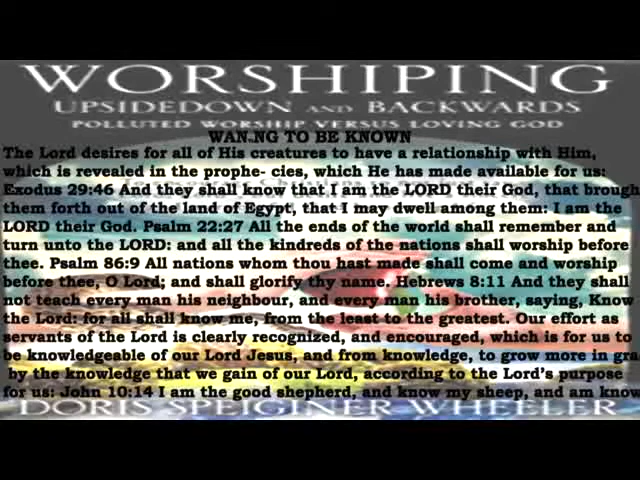 WORSHIPING
UPSIDEDOWN AND BACKWARDS
POLLUTED WORSHIP VERSUS LOVING GOD
WAN.NG TO BE KNOWN
The Lord desires for all of His creatures to have a relationship with Him,
which is revealed in the prophe- cies, which He has made available for us:
Exodus 29:46 And they shall know that I am the LORD their God, that brough
them forth out of the land of Egypt, that I may dwell among them: I am the
LORD their God. Psalm 22:27 All the ends of the world shall remember and
turn unto the LORD: and all the kindreds of the nations shall worship before
thee. Psalm 86:9 All nations whom thou hast made shall come and worship
before thee, O Lord; and shall glorify thy name. Hebrews 8:11 And they shall
not teach every man his neighbour, and every man his brother, saying, Know
the Lord: for all shall know me, from the least to the greatest. Our effort as
servants of the Lord is clearly recognized, and encouraged, which is for us to
be knowledgeable of our Lord Jesus, and from knowledge, to grow more in gra
by the knowledge that we gain of our Lord, according to the Lord's purpose
for us: John 10:14 I am the good shepherd, and know my sheep, and am know
DORIS SPEIGINER WHEELER